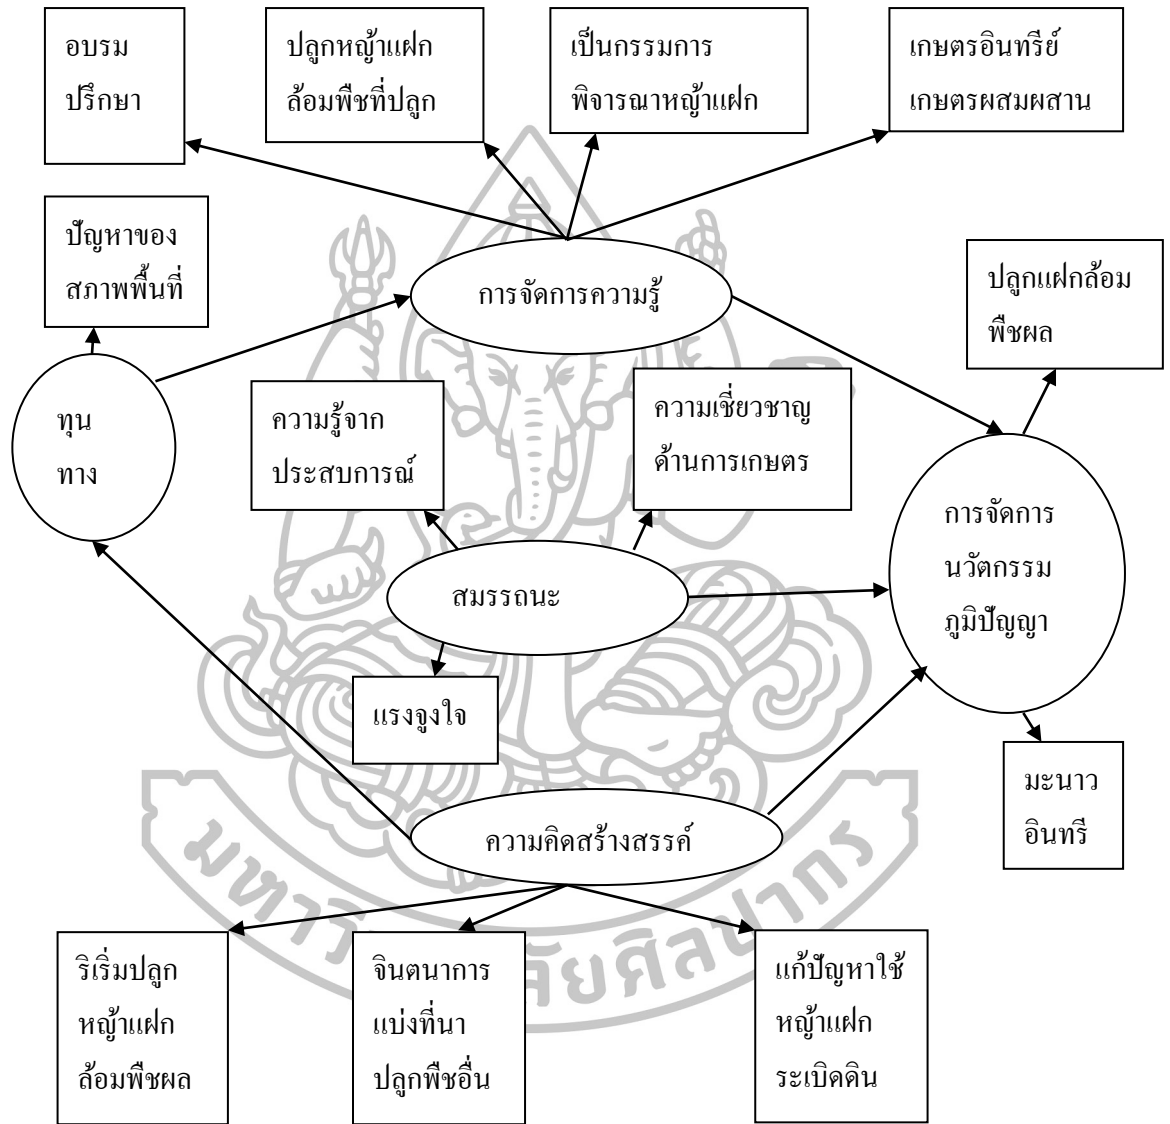 อบรม
ปรึกษา
ปลูกหญ้าแฝก
ล้อมพืชที่ปลูก
เป็นกรรมการ
พิจารณาหญ้าแฝก
เกษตรอินทรีย์
เกษตรผสมผสาน
ปัญหาของ
สภาพพื้นที่
การจัดการความรู้
ปลูกแฝกล้อม
พืชผล
ทุน
ทาง
ความรู้จาก
ประสบการณ์
ความเชี่ยวชาญ
ด้านการเกษตร
การจัดการ
นวัตกรรม
ภูมิปัญญา
สมรรถนะ
แรงจูงใจ
มะนาว
อินทรี
ความคิดสร้างสรรค์
ริเริ่มปลูก
หญ้าแฝก
ล้อมพืชผล
จินตนาการ
แบ่งที่นา
ปลูกพืชอื่น
แก้ปัญหาใช้
หญ้าแฝก
ระเบิดดิน